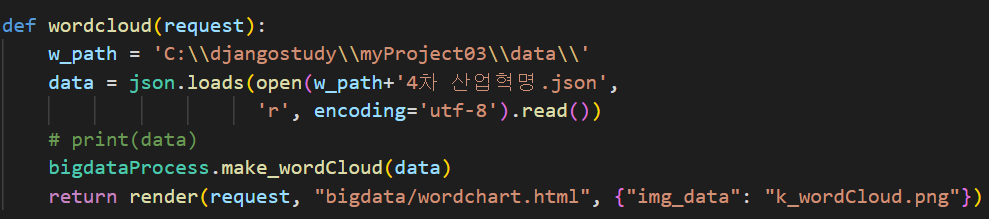 def wordcloud(request):
    w_path = 'C:\\djangostudy\\myProject03\\data\\'
    data = json.loads(open(w_path+'4차 산업혁명.json',
                      'r', encoding='utf-8').read())
    # print(data)
    bigdataProcess.make_wordCloud(data)
    return render(request, "bigdata/wordchart.html", {"img_data": "k_wordCloud.png"})